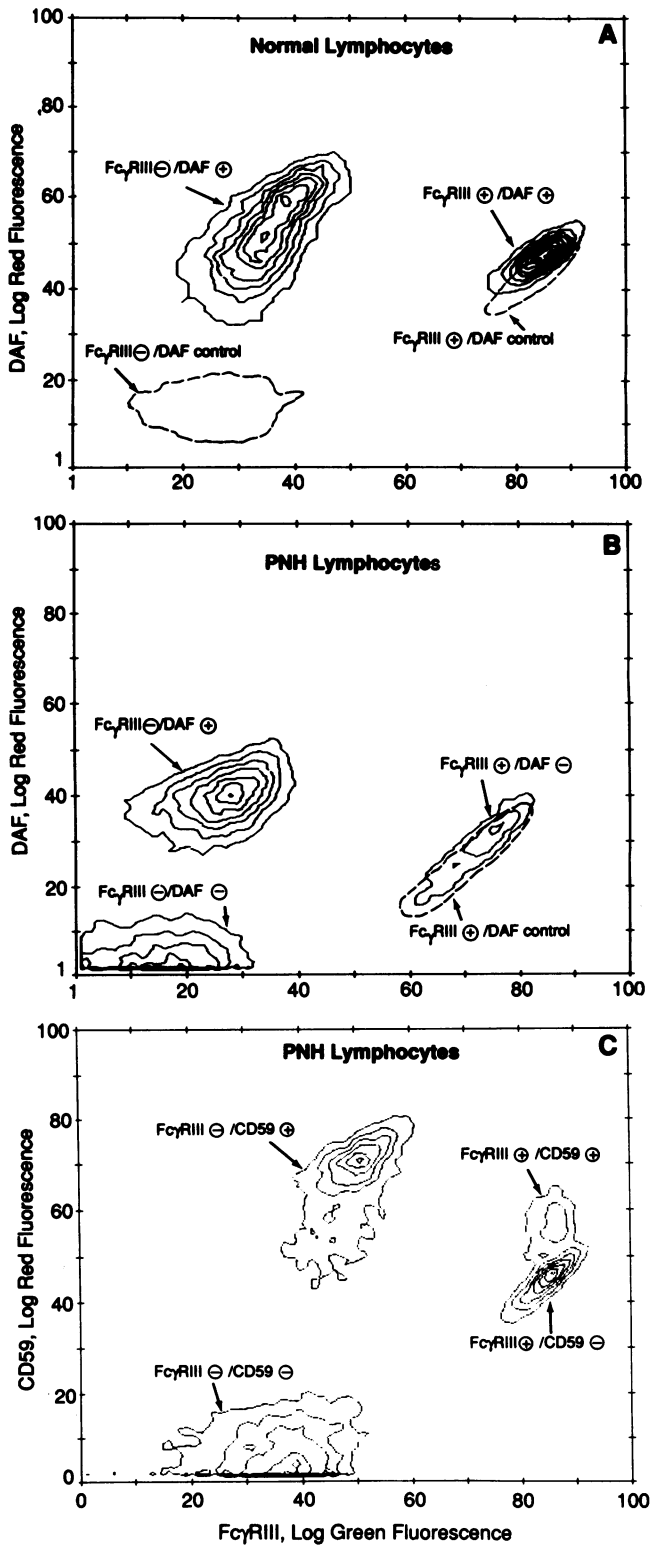 100
A
Normal Lymphocytes
,80
FcγRIII⊖ /DAF ⊕
60
FcγRIII ⊕ /DAF ⊕
40
FcγRIII ⊕ /DAF control
FcγRIII⊖ /DAF control
20
1
1 20 40 60 80 100
DAF, Log Red Fluorescence
100
B
PNH Lymphocytes
80
60
FcγRIII⊖/DAF ⊕
FcγRIII ⊕ /DAF ⊖
40
20
FcγRIII ⊖/DAF ⊖
FcγRIII ⊕ /DAF control
1
1 20 40 60 80 100
DAF, Log Red Fluorescence
100
C
PNH Lymphocytes
80
FcγRIII ⊖ /CD59 ⊕
FcγRIII ⊕ /CD59 ⊕
60
40
FcγRIII⊕ /CD59 ⊖
FcγRIII ⊖ /CD59 ⊖
20
0
0 20 40 60 80 100
CD59, Log Red Fluorescence
FcγRIII, Log Green Fluorescence